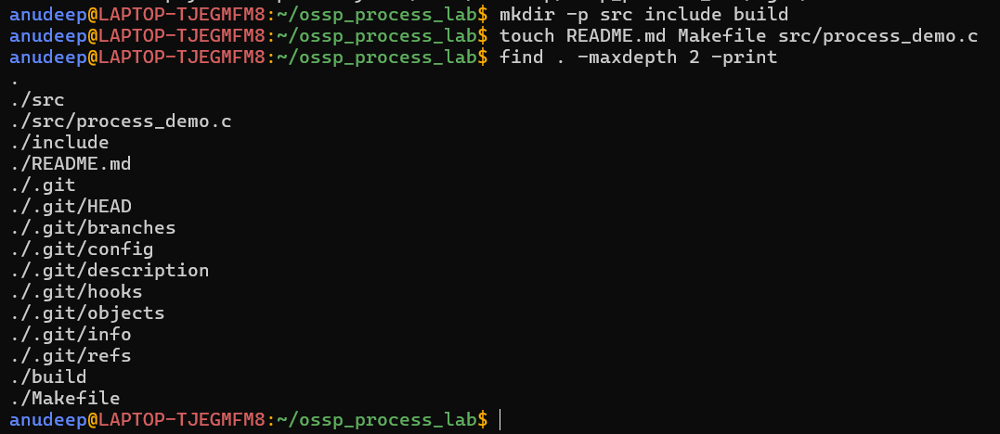 anudeep@LAPTOP-TJEGMFM8:~/ossp_process_lab$ mkdir -p src include build
anudeep@LAPTOP-TJEGMFM8:~/ossp_process_lab$ touch README.md Makefile src/process_demo.c
anudeep@LAPTOP-TJEGMFM8:~/ossp_process_lab$ find . -maxdepth 2 -print
.
./src
./src/process_demo.c
./include
./README.md
./.git
./.git/HEAD
./.git/branches
./.git/config
./.git/description
./.git/hooks
./.git/objects
./.git/info
./.git/refs
./build
./Makefile
anudeep@LAPTOP-TJEGMFM8:~/ossp_process_lab$